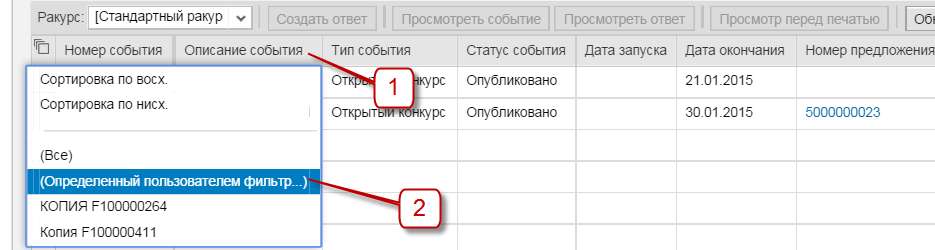 Ракурс: [Стандартный ракур Создать ответ Просмотреть событие Просмотреть ответ Просмотр перед печатью
Номер события Описание события Тип события Статус события Дата запуска Дата окончания Номер предложения
1
Сортировка по восх. Открытый конкурс Опубликовано 21.01.2015
Сортировка по нисх. Открытый конкурс Опубликовано 30.01.2015 5000000023
(Все)
(Определенный пользователем фильтр...)
2
КОПИЯ F100000264
Копия F100000411